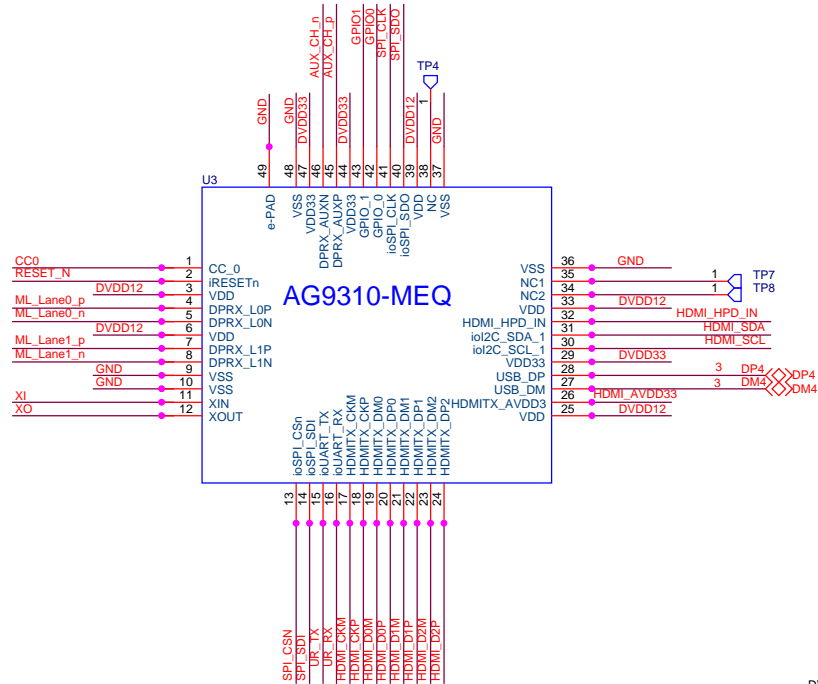 AUX_CH_n
AUX_CH_p
GPIO1
GPIO0
SPI_CLK
SPI_SDO
TP4
GND
GND
DVDD33
DVDD33
DVDD12
1
GND
49
48
47
46
45
44
43
42
41
40
39
38
37
U3
e-PAD
VSS
VDD33
DPRX_AUXN
DPRX_AUXP
VDD33
GPIO_1
GPIO_0
ioSPI_CLK
ioSPI_SDO
VDD
NC
VSS
AG9310-MEQ
CC0 1 CC_0
RESET_N 2 iRESETn
DVDD12 3 VDD
ML_Lane0_p 4 DPRX_L0P
ML_Lane0_n 5 DPRX_L0N
DVDD12 6 VDD
ML_Lane1_p 7 DPRX_L1P
ML_Lane1_n 8 DPRX_L1N
GND 9 VSS
GND 10 VSS
XI 11 XIN
XO 12 XOUT
VSS 36 GND
NC1 35 1 TP7
NC2 34 1 TP8
VDD 33 DVDD12
HDMI_HPD_IN 32 HDMI_HPD_IN
ioI2C_SDA_1 31 HDMI_SDA
ioI2C_SCL_1 30 HDMI_SCL
VDD33 29 DVDD33
USB_DP 28 3 DP4 DP4
USB_DM 27 3 DM4 DM4
HDMITX_AVDD3 26 HDMI_AVDD33
VDD 25 DVDD12
ioSPI_CSn
ioSPI_SDI
ioUART_TX
ioUART_RX
HDMITX_CKM
HDMITX_CKP
HDMITX_DM0
HDMITX_DP0
HDMITX_DM1
HDMITX_DP1
HDMITX_DM2
HDMITX_DP2
13
14
15
16
17
18
19
20
21
22
23
24
SPI_CSN
SPI_SDI
UR_TX
UR_RX
HDMI_CKM
HDMI_CKP
HDMI_D0M
HDMI_D0P
HDMI_D1M
HDMI_D1P
HDMI_D2M
HDMI_D2P